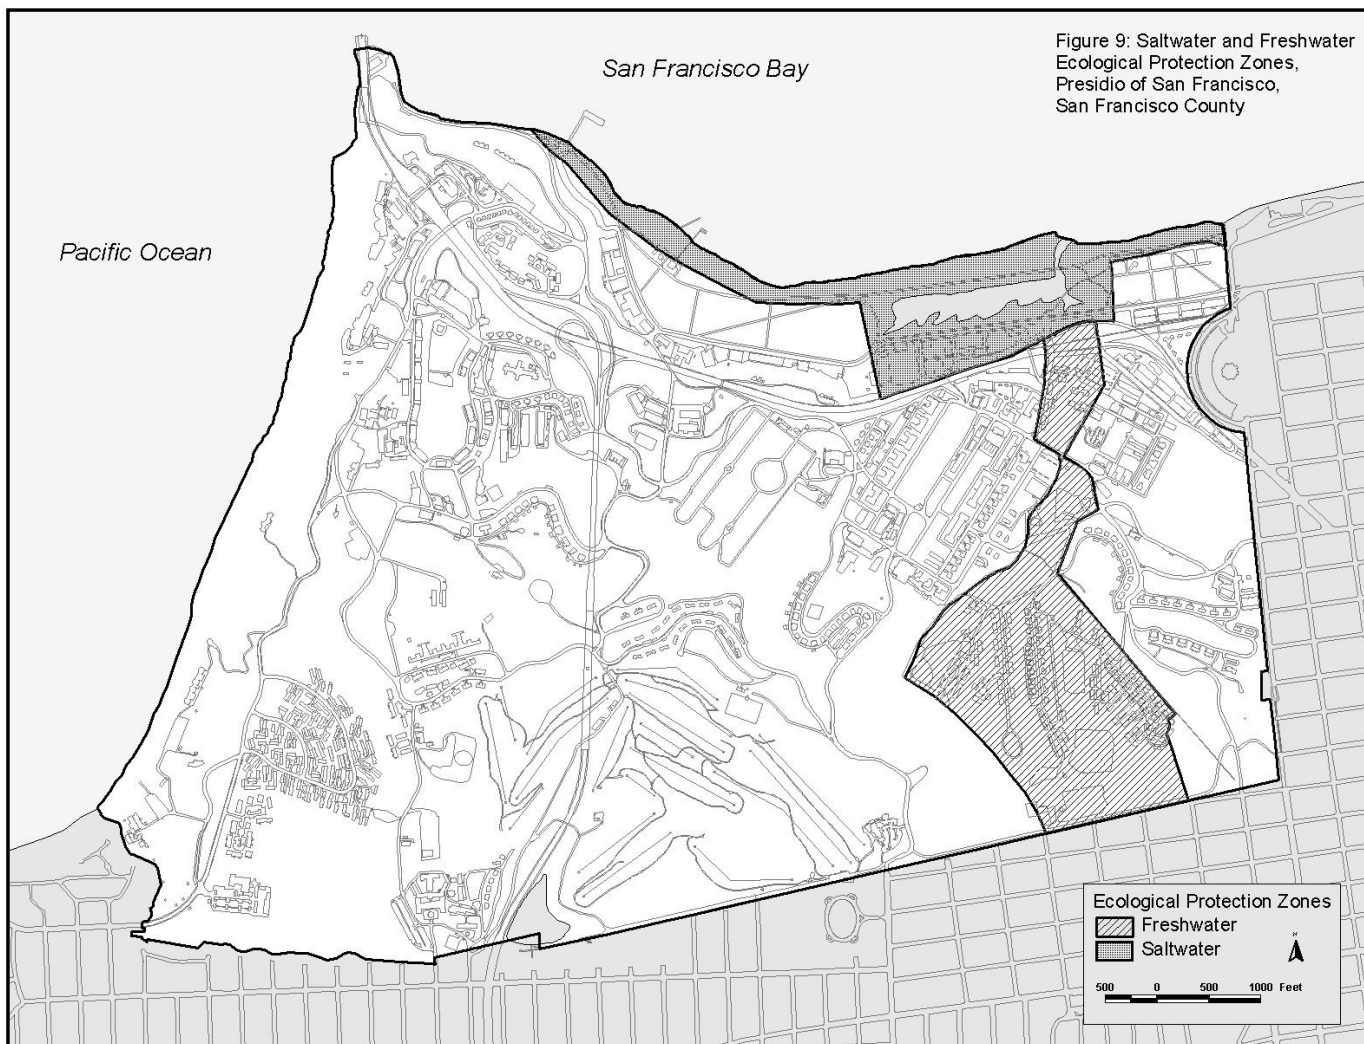 Figure 9: Saltwater and Freshwater
Ecological Protection Zones,
Presidio of San Francisco,
San Francisco County
San Francisco Bay
Pacific Ocean
Ecological Protection Zones
Freshwater
Saltwater
N
500 0 500 1000 Feet